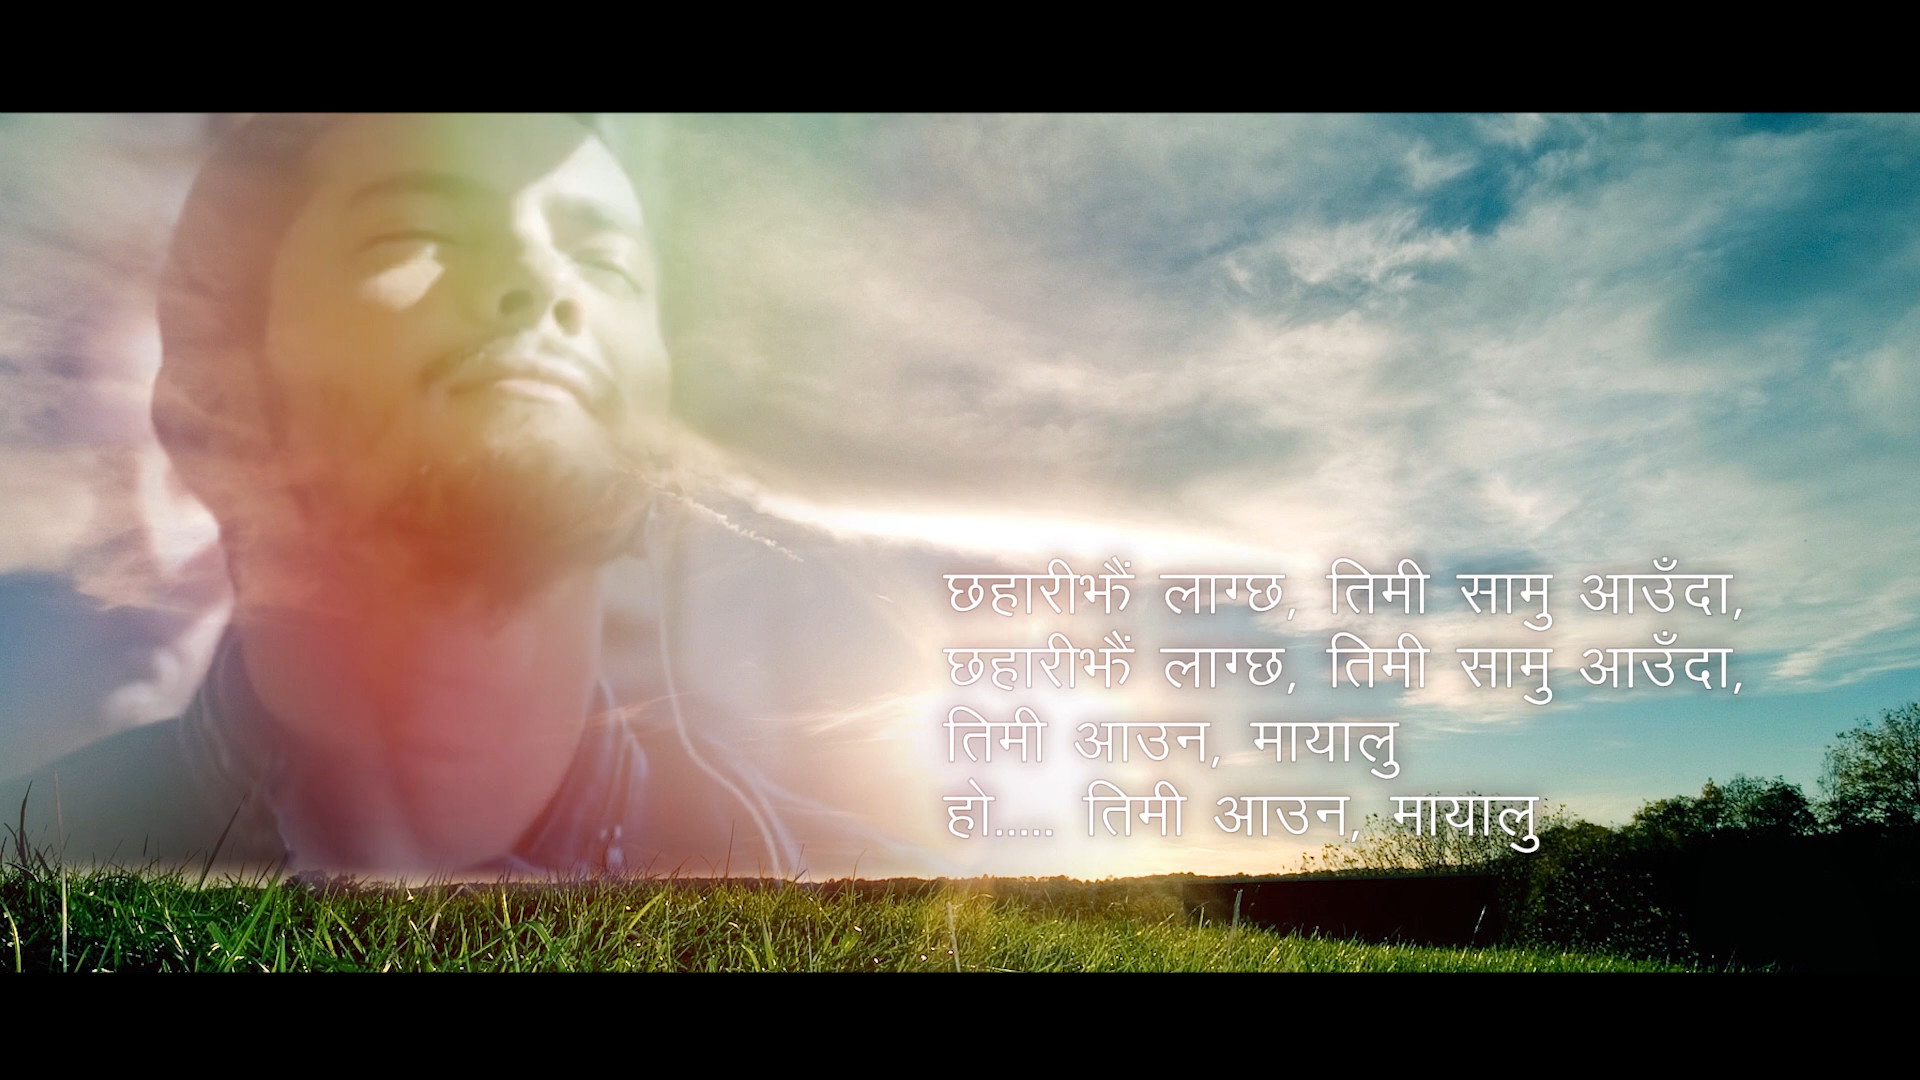 छहारीझैं लाग्छ, तिमी सामु आउँदा,
छहारीझैं लाग्छ, तिमी सामु आउँदा,
तिमी आउन, मायालु
हो..... तिमी आउन, मायालु